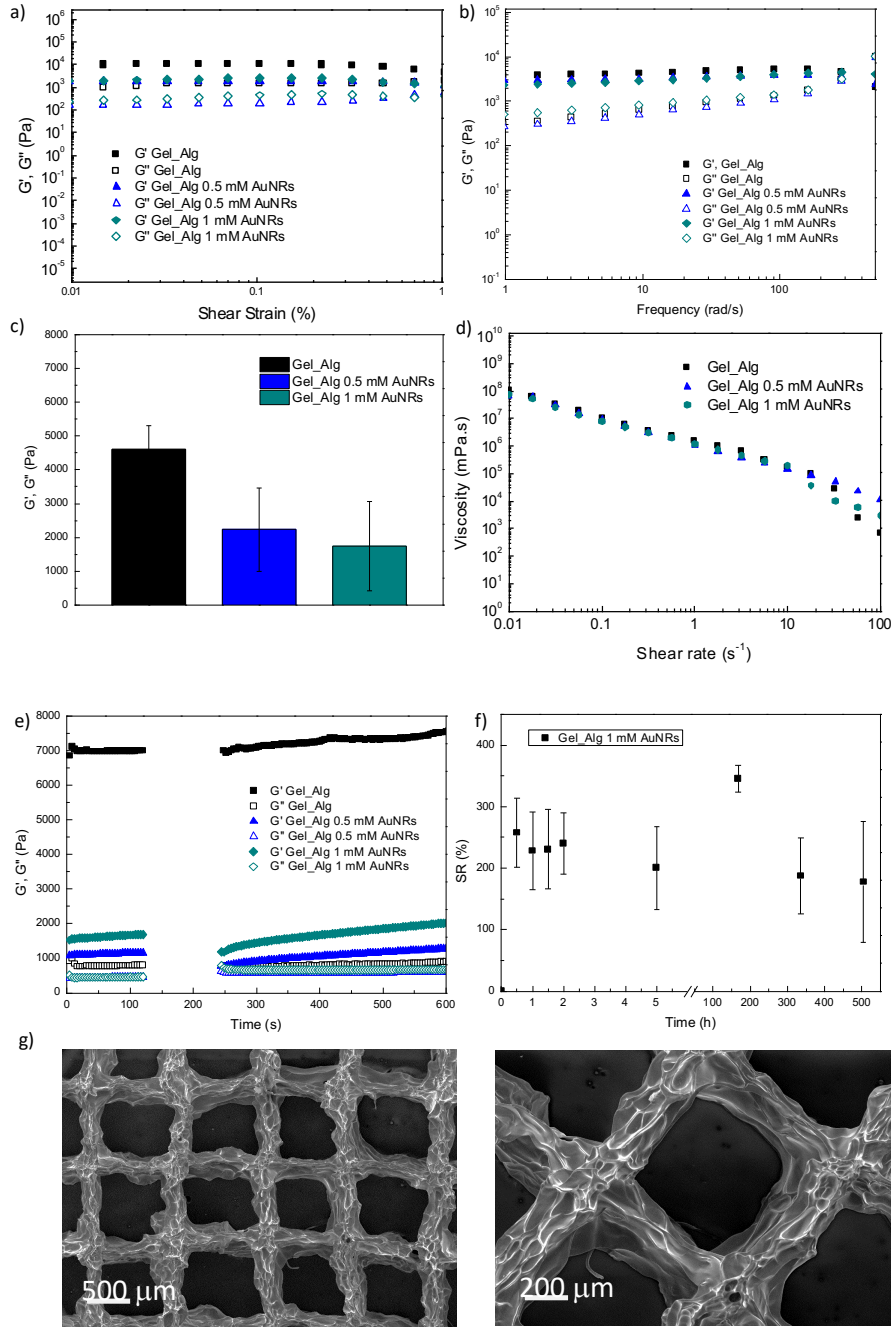 a)
10^6
10^5
10^4
10^3
10^2
10^1
10^0
10^-1
10^-2
10^-3
10^-4
10^-5
G', G'' (Pa)
G' Gel_Alg
G'' Gel_Alg
G' Gel_Alg 0.5 mM AuNRs
G'' Gel_Alg 0.5 mM AuNRs
G' Gel_Alg 1 mM AuNRs
G'' Gel_Alg 1 mM AuNRs
0.01 0.1 1
Shear Strain (%)
b)
10^5
10^4
10^3
10^2
10^1
10^0
10^-1
G', G'' (Pa)
G', Gel_Alg
G'' Gel_Alg
G' Gel_Alg 0.5 mM AuNRs
G'' Gel_Alg 0.5 mM AuNRs
G' Gel_Alg 1 mM AuNRs
G'' Gel_Alg 1 mM AuNRs
1 10 100
Frequency (rad/s)
c)
8000
7000
6000
5000
4000
3000
2000
1000
0
G', G'' (Pa)
Gel_Alg
Gel_Alg 0.5 mM AuNRs
Gel_Alg 1 mM AuNRs
d)
10^10
10^9
10^8
10^7
10^6
10^5
10^4
10^3
10^2
10^1
10^0
Viscosity (mPa.s)
Gel_Alg
Gel_Alg 0.5 mM AuNRs
Gel_Alg 1 mM AuNRs
0.01 0.1 1 10 100
Shear rate (s^-1)
e)
8000
7000
6000
5000
4000
3000
2000
1000
0
G', G'' (Pa)
G' Gel_Alg
G'' Gel_Alg
G' Gel_Alg 0.5 mM AuNRs
G'' Gel_Alg 0.5 mM AuNRs
G' Gel_Alg 1 mM AuNRs
G'' Gel_Alg 1 mM AuNRs
0 100 200 300 400 500 600
Time (s)
f)
400
350
300
250
200
150
100
50
0
SR (%)
Gel_Alg 1 mM AuNRs
0 1 2 3 4 5 100 200 300 400 500
Time (h)
g)
500 μm
200 μm